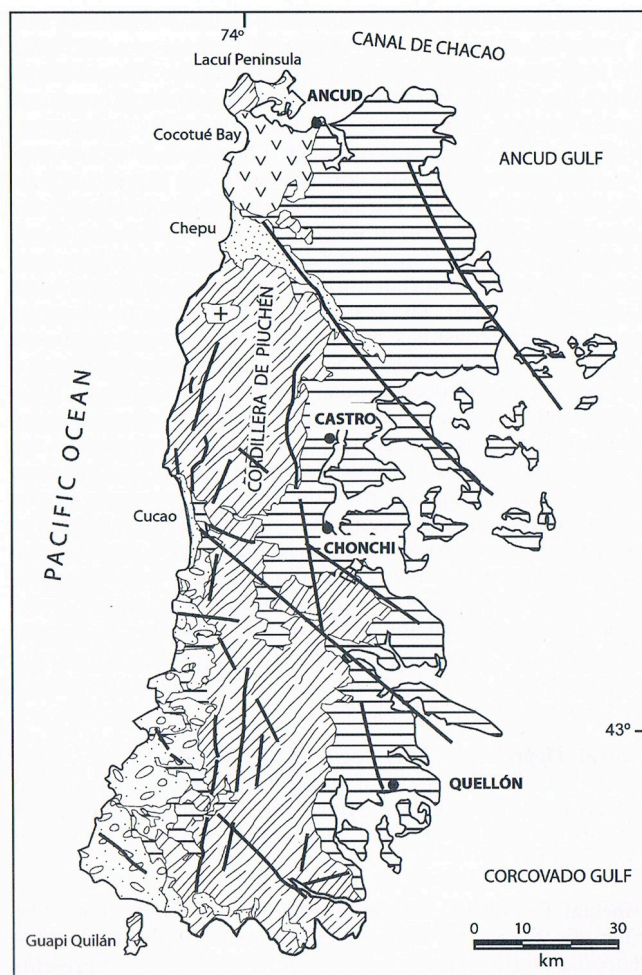 74º
CANAL DE CHACAO
Lacuí Peninsula
ANCUD
Cocotué Bay
ANCUD GULF
Chepu
CORDILLERA DE PIUCHÉN
PACIFIC OCEAN
CASTRO
Cucao
CHONCHI
43º
QUELLÓN
CORCOVADO GULF
Guapi Quilán
0 10 20 30
km